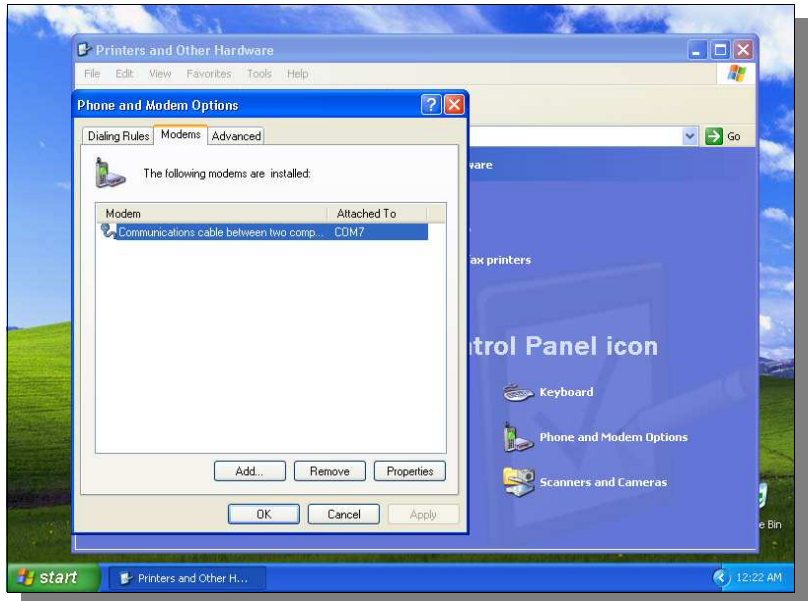 Printers and Other Hardware
File Edit View Favorites Tools Help
Phone and Modem Options
Go
Dialing Rules Modems Advanced
ware
The following modems are installed:
Modem Attached To
Communications cable between two comp... COM7
ax printers
trol Panel icon
Keyboard
Phone and Modem Options
Add... Remove Properties
Scanners and Cameras
OK Cancel Apply
e Bin
start Printers and Other H... 12:22 AM